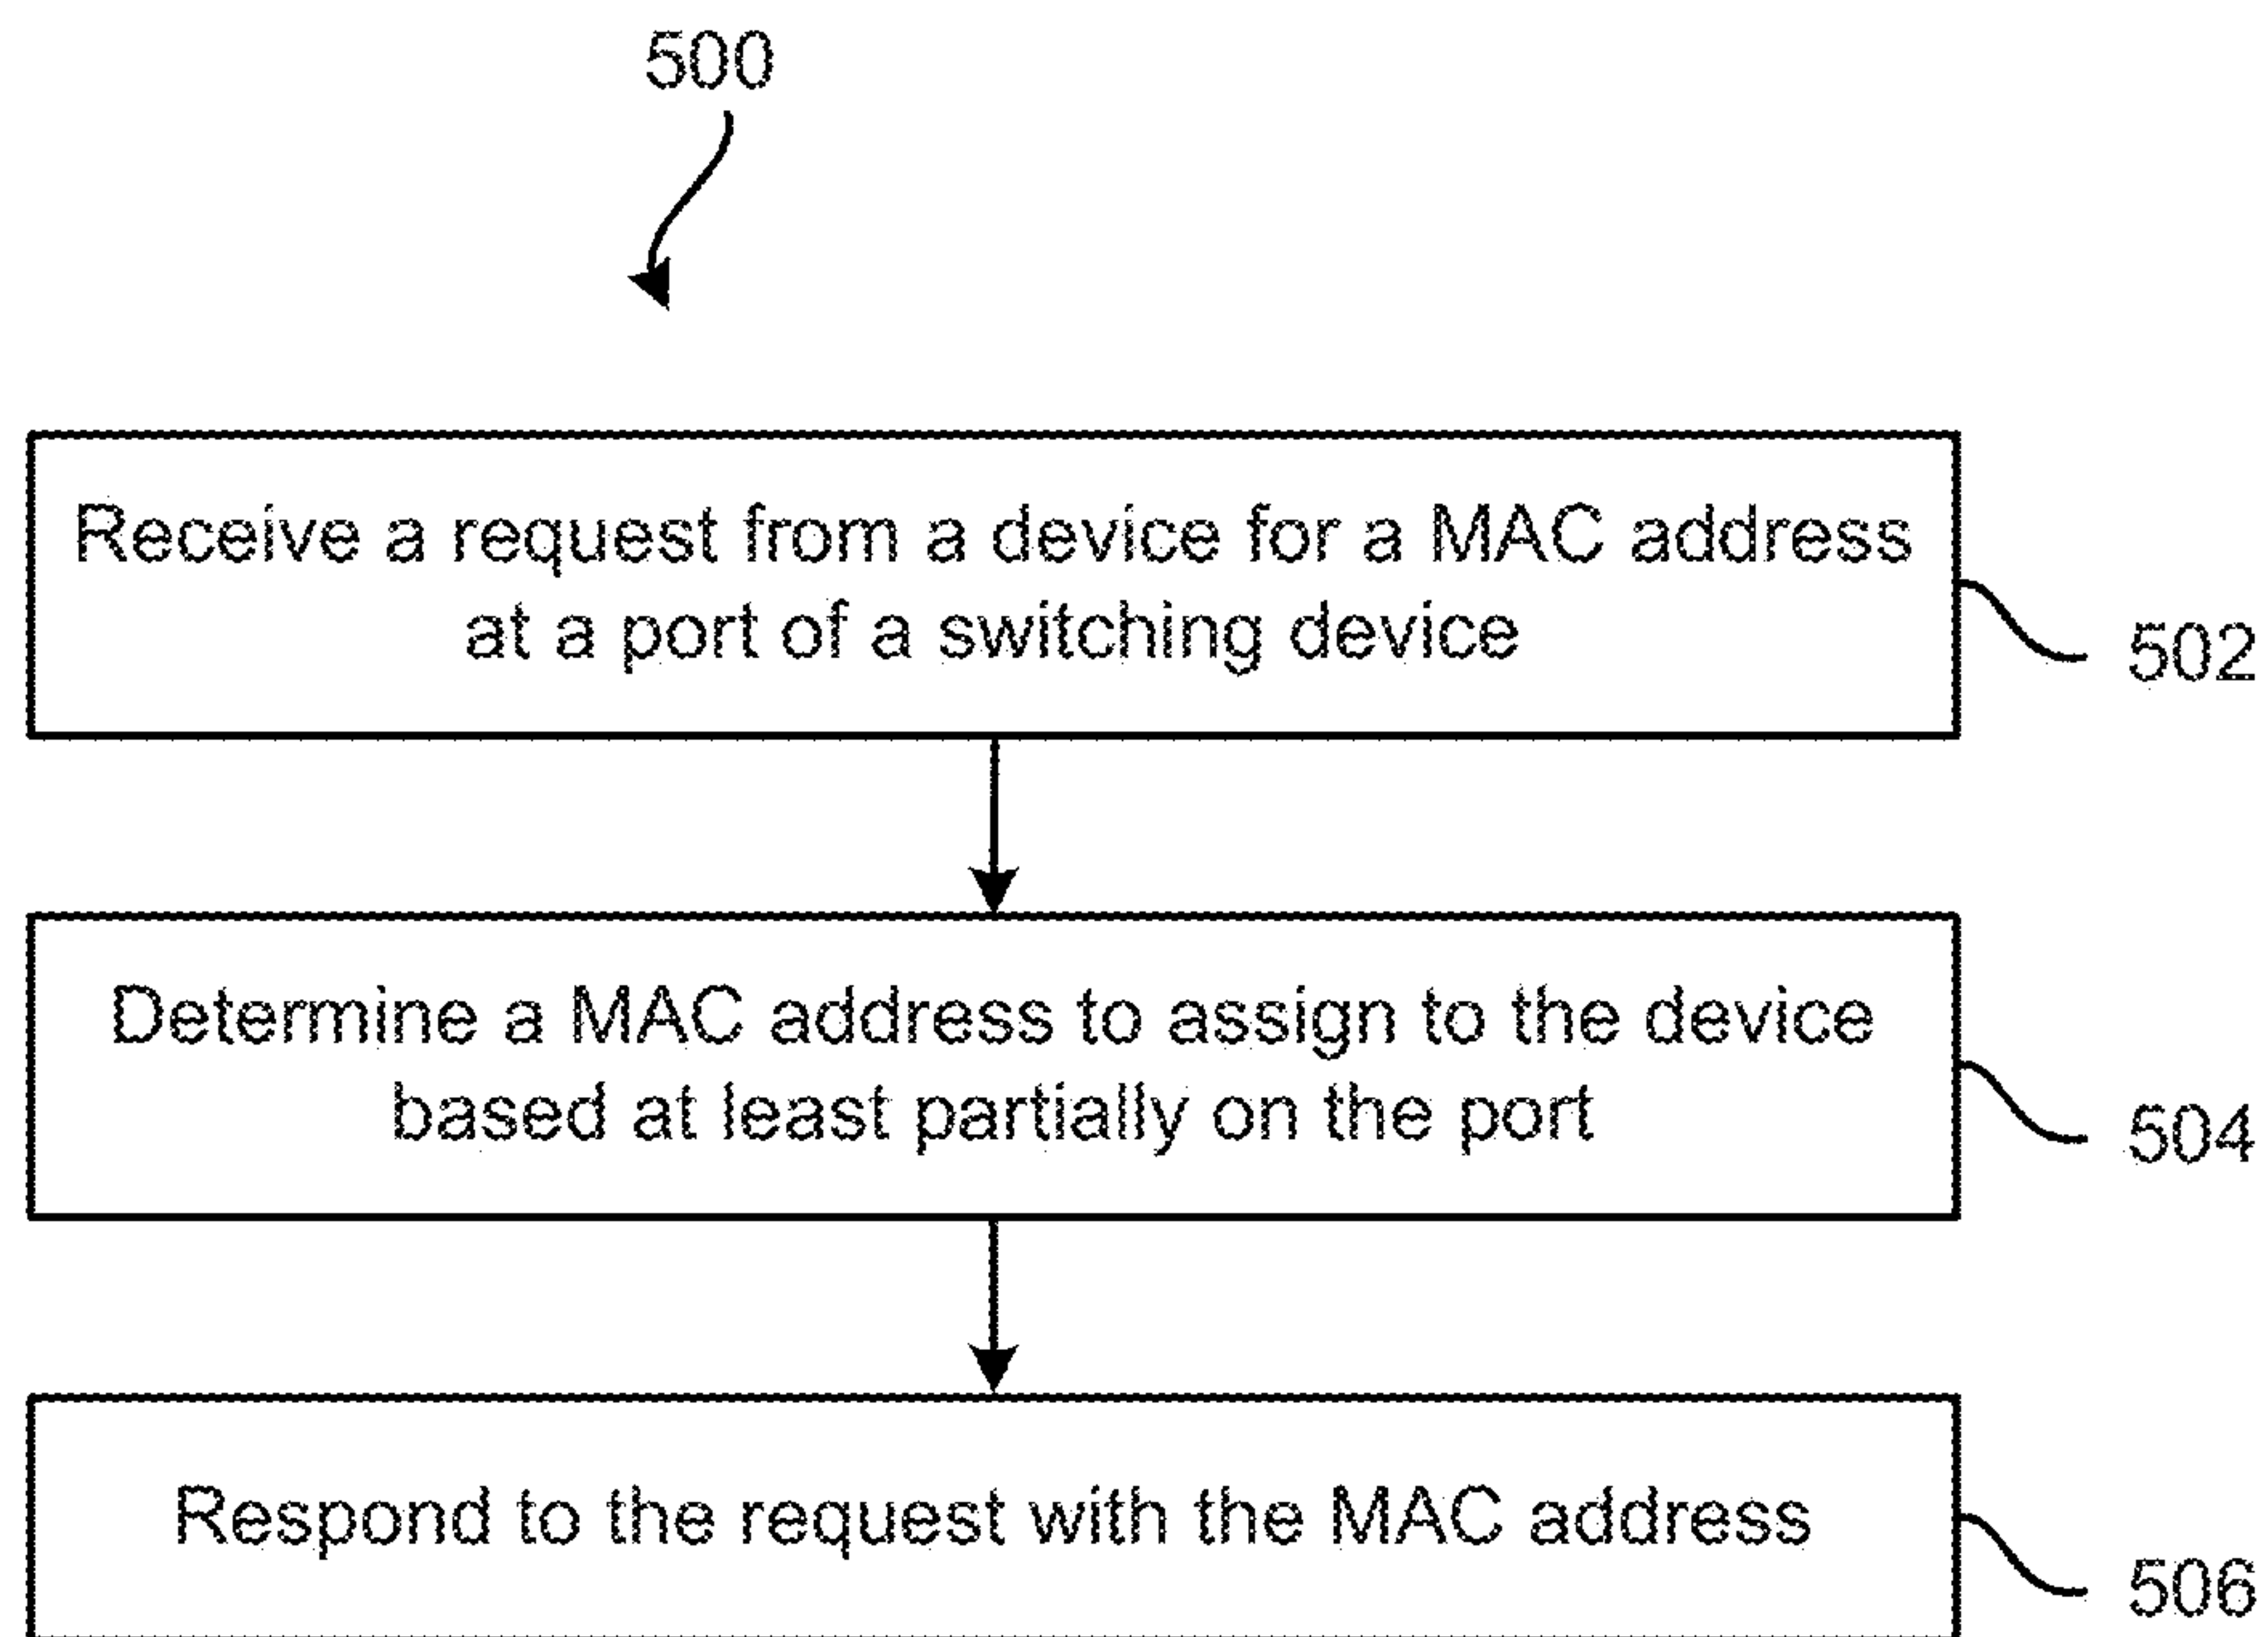 500
Receive a request from a device for a MAC address
at a port of a switching device
502
Determine a MAC address to assign to the device
based at least partially on the port
504
Respond to the request with the MAC address
506